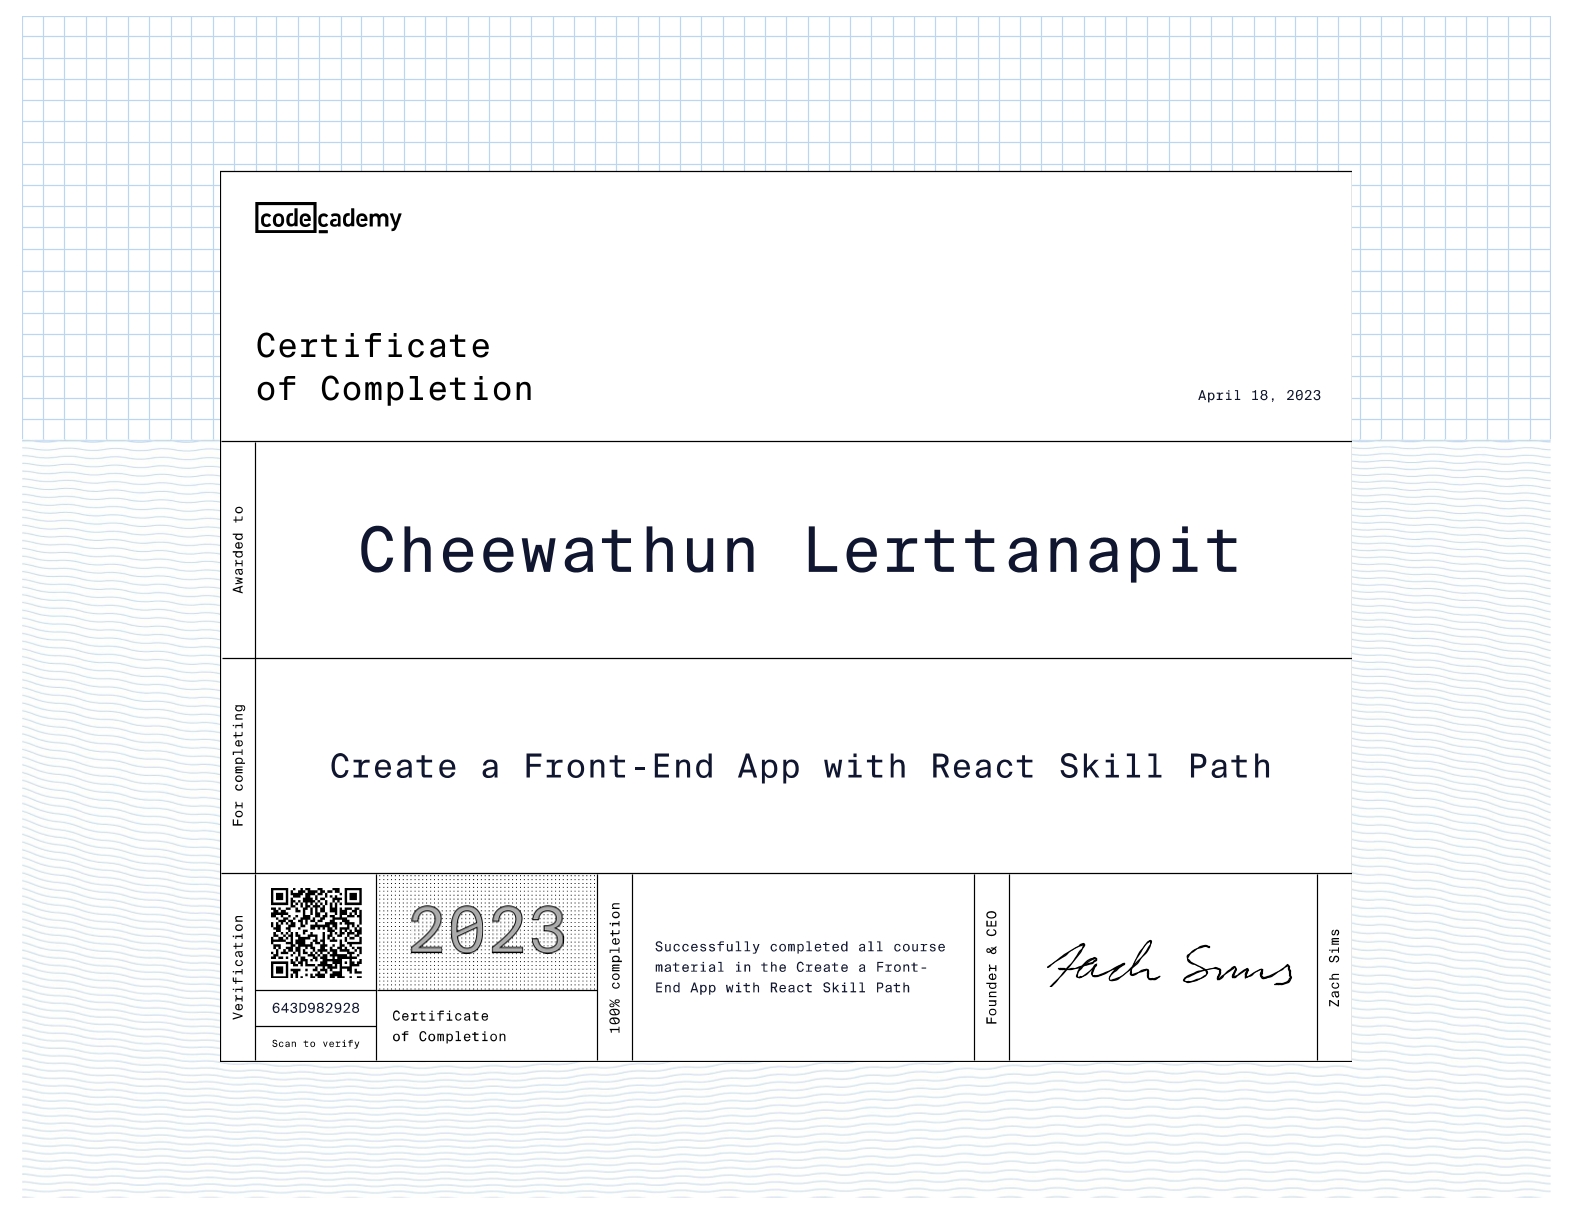 codecademy
Certificate
of Completion
April 18, 2023
Awarded to
Cheewathun Lerttanapit
For completing
Create a Front-End App with React Skill Path
Verification
643D982928
Scan to verify
2023
Certificate
of Completion
100% completion
Successfully completed all course
material in the Create a Front-
End App with React Skill Path
Founder & CEO
Zach Sims
Zach Sims